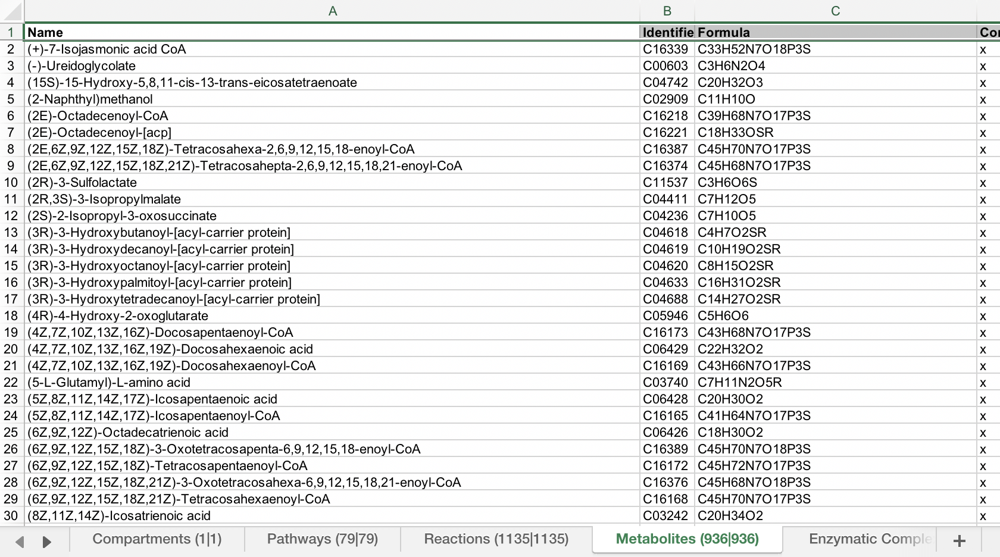 A B C
1 Name Identifie Formula Cor
2 (+)-7-Isojasmonic acid CoA C16339 C33H52N7O18P3S x
3 (-)-Ureidoglycolate C00603 C3H6N2O4 x
4 (15S)-15-Hydroxy-5,8,11-cis-13-trans-eicosatetraenoate C04742 C20H32O3 x
5 (2-Naphthyl)methanol C02909 C11H10O x
6 (2E)-Octadecenoyl-CoA C16218 C39H68N7O17P3S x
7 (2E)-Octadecenoyl-[acp] C16221 C18H33OSR x
8 (2E,6Z,9Z,12Z,15Z,18Z)-Tetracosahexa-2,6,9,12,15,18-enoyl-CoA C16387 C45H70N7O17P3S x
9 (2E,6Z,9Z,12Z,15Z,18Z,21Z)-Tetracosahepta-2,6,9,12,15,18,21-enoyl-CoA C16374 C45H68N7O17P3S x
10 (2R)-3-Sulfolactate C11537 C3H6O6S x
11 (2R,3S)-3-Isopropylmalate C04411 C7H12O5 x
12 (2S)-2-Isopropyl-3-oxosuccinate C04236 C7H10O5 x
13 (3R)-3-Hydroxybutanoyl-[acyl-carrier protein] C04618 C4H7O2SR x
14 (3R)-3-Hydroxydecanoyl-[acyl-carrier protein] C04619 C10H19O2SR x
15 (3R)-3-Hydroxyoctanoyl-[acyl-carrier protein] C04620 C8H15O2SR x
16 (3R)-3-Hydroxypalmitoyl-[acyl-carrier protein] C04633 C16H31O2SR x
17 (3R)-3-Hydroxytetradecanoyl-[acyl-carrier protein] C04688 C14H27O2SR x
18 (4R)-4-Hydroxy-2-oxoglutarate C05946 C5H6O6 x
19 (4Z,7Z,10Z,13Z,16Z)-Docosapentaenoyl-CoA C16173 C43H68N7O17P3S x
20 (4Z,7Z,10Z,13Z,16Z,19Z)-Docosahexaenoic acid C06429 C22H32O2 x
21 (4Z,7Z,10Z,13Z,16Z,19Z)-Docosahexaenoyl-CoA C16169 C43H66N7O17P3S x
22 (5-L-Glutamyl)-L-amino acid C03740 C7H11N2O5R x
23 (5Z,8Z,11Z,14Z,17Z)-Icosapentaenoic acid C06428 C20H30O2 x
24 (5Z,8Z,11Z,14Z,17Z)-Icosapentaenoyl-CoA C16165 C41H64N7O17P3S x
25 (6Z,9Z,12Z)-Octadecatrienoic acid C06426 C18H30O2 x
26 (6Z,9Z,12Z,15Z,18Z)-3-Oxotetracosapenta-6,9,12,15,18-enoyl-CoA C16389 C45H70N7O18P3S x
27 (6Z,9Z,12Z,15Z,18Z)-Tetracosapentaenoyl-CoA C16172 C45H72N7O17P3S x
28 (6Z,9Z,12Z,15Z,18Z,21Z)-3-Oxotetracosahexa-6,9,12,15,18,21-enoyl-CoA C16376 C45H68N7O18P3S x
29 (6Z,9Z,12Z,15Z,18Z,21Z)-Tetracosahexaenoyl-CoA C16168 C45H70N7O17P3S x
30 (8Z,11Z,14Z)-Icosatrienoic acid C03242 C20H34O2 x
Compartments (1|1) Pathways (79|79) Reactions (1135|1135) Metabolites (936|936) Enzymatic Comple +